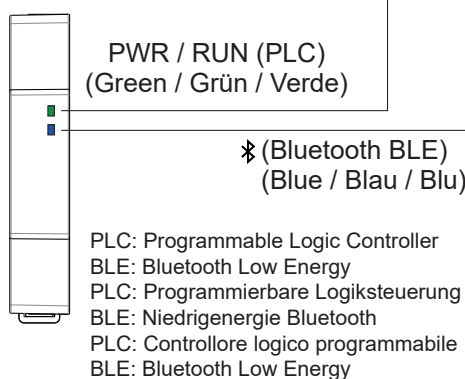 PWR / RUN (PLC)
(Green / Grün / Verde)
(Bluetooth BLE)
(Blue / Blau / Blu)
PLC: Programmable Logic Controller
BLE: Bluetooth Low Energy
PLC: Programmierbare Logiksteuerung
BLE: Niedrigenergie Bluetooth
PLC: Controllore logico programmabile
BLE: Bluetooth Low Energy